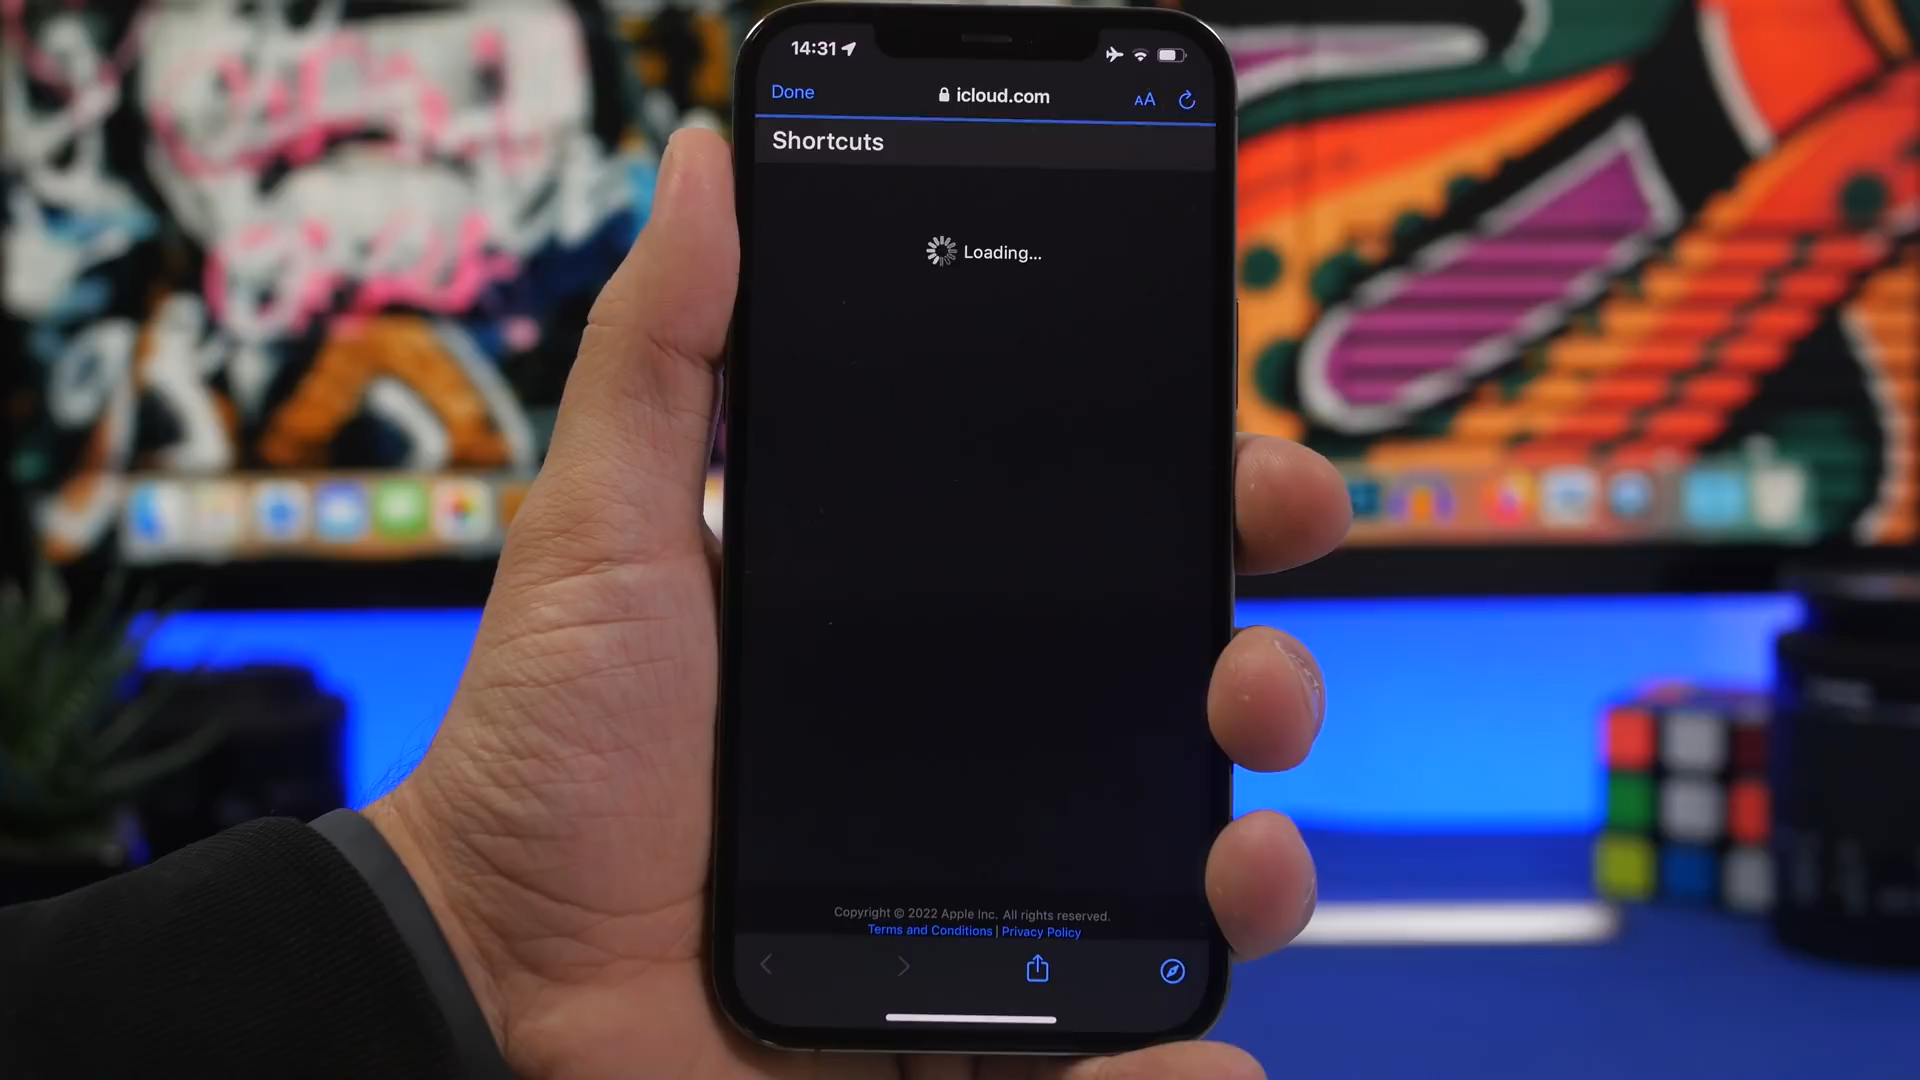 14:31
Done
icloud.com
AA
Shortcuts
Loading...
Copyright © 2022 Apple Inc. All rights reserved.
Terms and Conditions | Privacy Policy